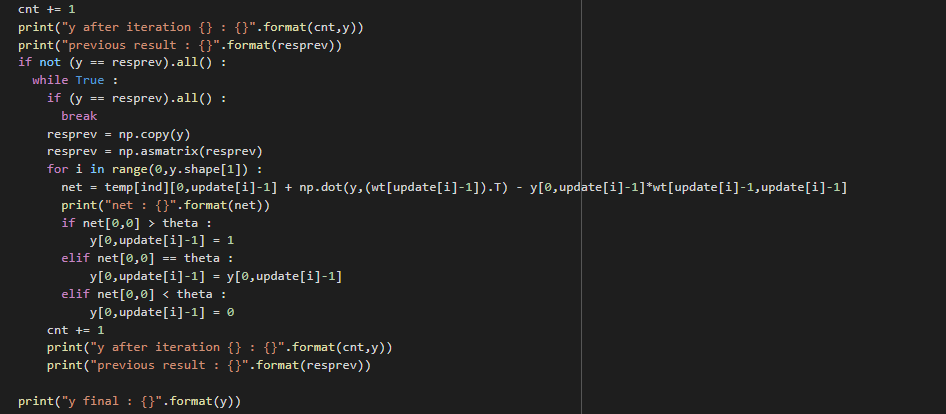 cnt += 1
print("y after iteration {} : {}".format(cnt,y))
print("previous result : {}".format(resprev))
if not (y == resprev).all() :
  while True :
    if (y == resprev).all() :
      break
    resprev = np.copy(y)
    resprev = np.asmatrix(resprev)
    for i in range(0,y.shape[1]) :
      net = temp[ind][0,update[i]-1] + np.dot(y,(wt[update[i]-1]).T) - y[0,update[i]-1]*wt[update[i]-1,update[i]-1]
      print("net : {}".format(net))
      if net[0,0] > theta :
          y[0,update[i]-1] = 1
      elif net[0,0] == theta :
          y[0,update[i]-1] = y[0,update[i]-1]
      elif net[0,0] < theta :
          y[0,update[i]-1] = 0
    cnt += 1
    print("y after iteration {} : {}".format(cnt,y))
    print("previous result : {}".format(resprev))

print("y final : {}".format(y))